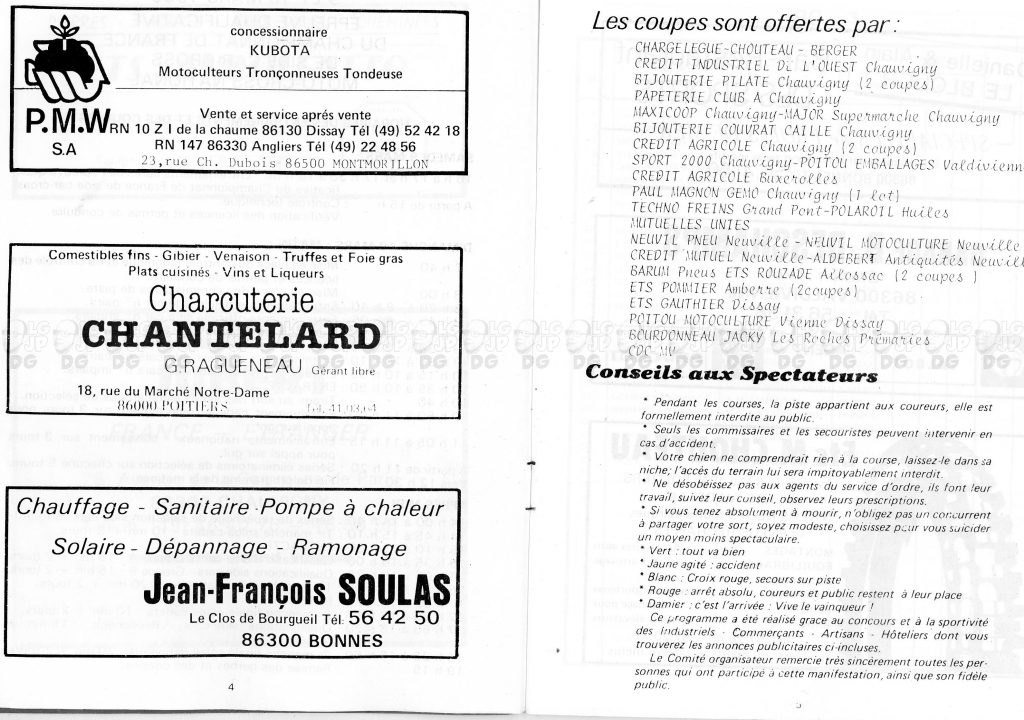 concessionnaire
KUBOTA
Motoculteurs Tronçonneuses Tondeuse
P.M.W
S.A
Vente et service aprés vente
RN 10 Z I de la chaume 86130 Dissay Tél (49) 52 42 18
RN 147 86330 Angliers Tél (49) 22 48 56
23,rue Ch. Dubois 86500 MONTMORILLON
Comestibles fins - Gibier - Venaison - Truffes et Foie gras
Plats cuisinés - Vins et Liqueurs
Charcuterie
CHANTELARD
G.RAGUENEAU Gérant libre
18, rue du Marché Notre-Dame
86000 POITIERS Tél. 41/03.64
Chauffage - Sanitaire - Pompe à chaleur
Solaire - Dépannage - Ramonage
Jean-François SOULAS
Le Clos de Bourgueil Tél: 56 42 50
86300 BONNES
4
Les coupes sont offertes par :
CHARGELEGUE-CHOUTEAU - BERGER
CREDIT INDUSTRIEL DE L'OUEST Chauvigny
BIJOUTERIE PILATE Chauvigny (2 coupes)
PAPETERIE CLUB A Chauvigny
MAXICOOP Chauvigny-MAJOR Supermarche Chauvigny
BIJOUTERIE COUVRAT CAILLE Chauvigny
CREDIT AGRICOLE Chauvigny (2 coupes)
SPORT 2000 Chauvigny-POITOU EMBALLAGES Valdivienn
CREDIT AGRICOLE Buxerolles
PAUL MAGNON GEMO Chauvigny (1 lot)
TECHNO FREINS Grand Pont-POLAROIL Huiles
MUTUELLES UNIES
NEUVIL PNEU Neuville - NEUVIL MOTOCULTURE Neuville
CREDIT MUTUEL Neuville-ALDEBERT Antiquités Neuvil
BARUM Pneus ETS ROUZADE Allossac (2 coupes )
ETS POMMIER Amberre (2coupes)
ETS GAUTHIER Dissay
POITOU MOTOCULTURE Vienne Dissay
BOURDONNEAU JACKY Les Roches Prémaries
CDC MU
Conseils aux Spectateurs
* Pendant les courses, la piste appartient aux coureurs, elle est
formellement interdite au public.
* Seuls les commissaires et les secouristes peuvent intervenir en
cas d'accident.
* Votre chien ne comprendrait rien à la course, laissez-le dans sa
niche; l'accés du terrain lui sera impitoyablement interdit.
* Ne désobéissez pas aux agents du service d'ordre, ils font leur
travail, suivez leur conseil, observez leurs prescriptions.
* Si vous tenez absolument à mourir, n'obligez pas un concurrent
à partager votre sort, soyez modeste, choisissez pour vous suicider
un moyen moins spectaculaire.
* Vert : tout va bien
* Jaune agité : accident
* Blanc : Croix rouge, secours sur piste
* Rouge : arrêt absolu, coureurs et public restent à leur place
* Damier : c'est l'arrivée : Vive le vainqueur !
Ce programme a été réalisé grace au concours et à la sportivité
des Industriels - Commerçants - Artisans - Hôteliers dont vous
trouverez les annonces publicitaires ci-incluses.
Le Comité organisateur remercie très sincèrement toutes les per-
sonnes qui ont participé à cette manifestation, ainsi que son fidèle
public.
5